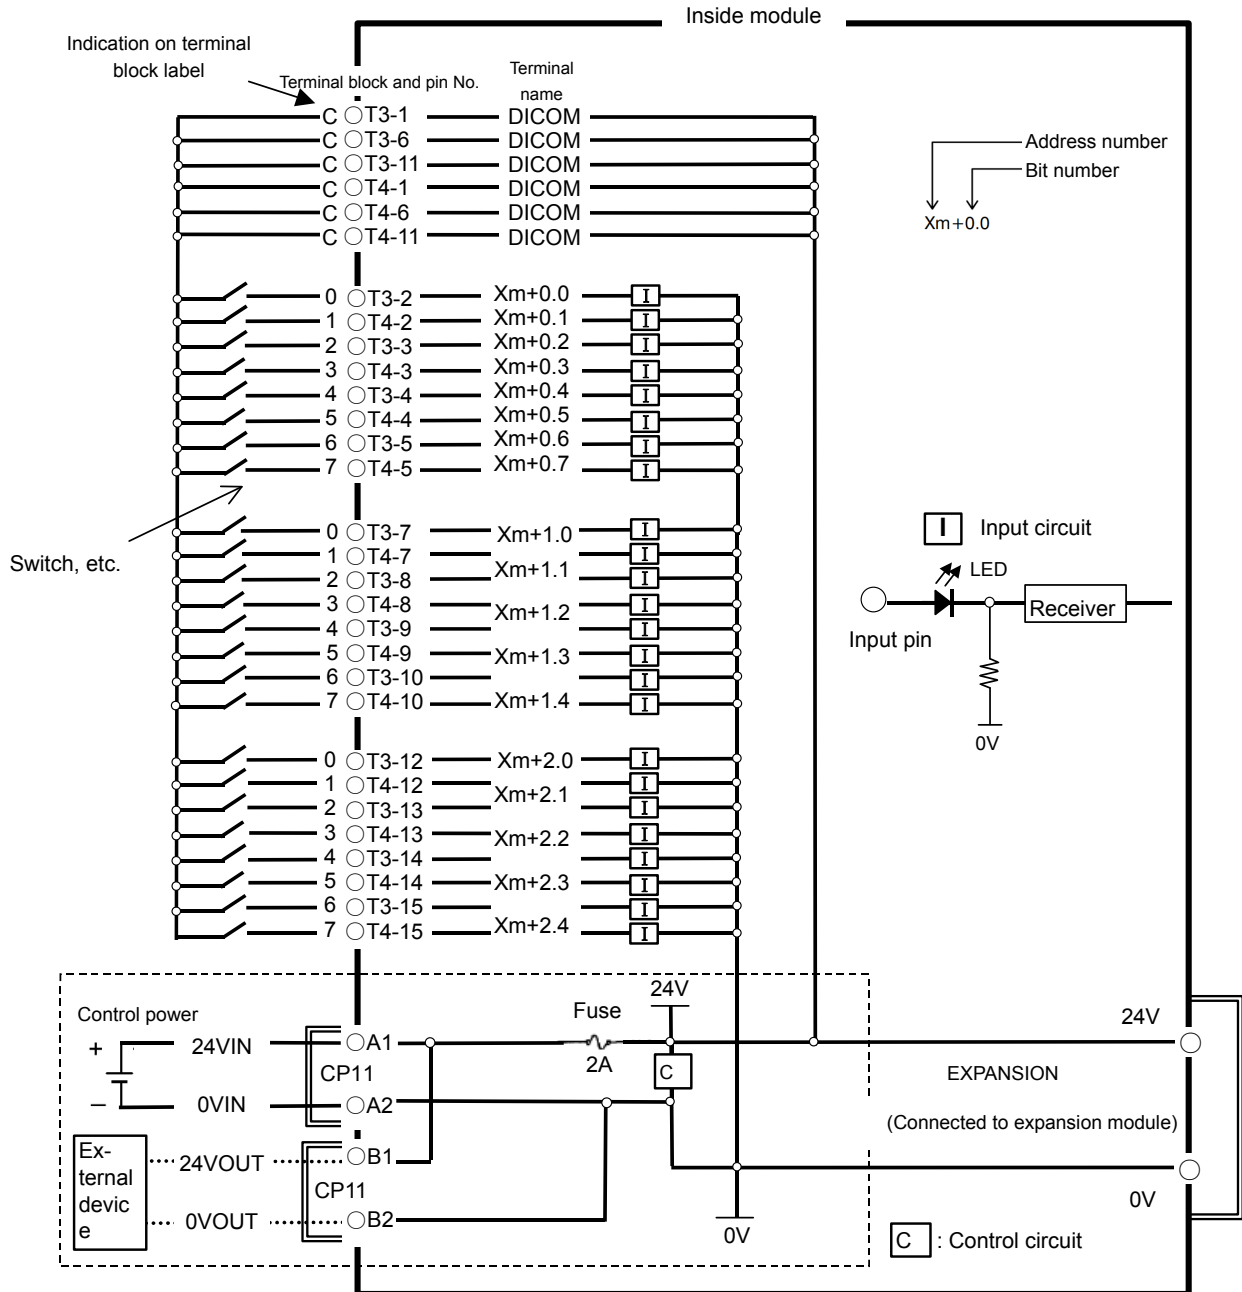 Inside module
Indication on terminal
block label
Terminal block and pin No.
Terminal
name
C T3-1 DICOM
C T3-6 DICOM
C T3-11 DICOM
C T4-1 DICOM
C T4-6 DICOM
C T4-11 DICOM
Address number
Bit number
Xm+0.0
0 T3-2 Xm+0.0 I
1 T4-2 Xm+0.1 I
2 T3-3 Xm+0.2 I
3 T4-3 Xm+0.3 I
4 T3-4 Xm+0.4 I
5 T4-4 Xm+0.5 I
6 T3-5 Xm+0.6 I
7 T4-5 Xm+0.7 I
Switch, etc.
0 T3-7 Xm+1.0 I
1 T4-7 I
2 T3-8 Xm+1.1 I
3 T4-8 Xm+1.2 I
4 T3-9 I
5 T4-9 Xm+1.3 I
6 T3-10 I
7 T4-10 Xm+1.4 I
I Input circuit
LED
Receiver
Input pin
0V
0 T3-12 Xm+2.0 I
1 T4-12 I
2 T3-13 Xm+2.1 I
3 T4-13 Xm+2.2 I
4 T3-14 I
5 T4-14 Xm+2.3 I
6 T3-15 I
7 T4-15 Xm+2.4 I
Control power
24V
Fuse
24V
+ 24VIN A1
2A
CP11
C
EXPANSION
– 0VIN A2
(Connected to expansion module)
Ex-
ternal
devic
e
24VOUT B1
CP11
0VOUT B2
0V
0V
C : Control circuit